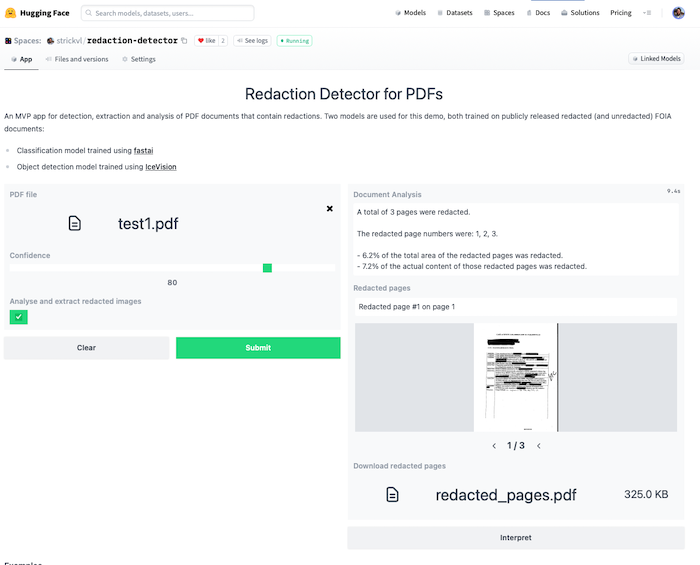 Hugging Face
Search models, datasets, users...
Models
Datasets
Spaces
Docs
Solutions
Pricing
Spaces:
strickvl/redaction-detector
like 2
See logs
Running
App
Files and versions
Settings
Linked Models
Redaction Detector for PDFs
An MVP app for detection, extraction and analysis of PDF documents that contain redactions. Two models are used for this demo, both trained on publicly released redacted (and unredacted) FOIA
documents:
Classification model trained using fastai
Object detection model trained using IceVision
PDF file
test1.pdf
Confidence
80
Analyse and extract redacted images
Clear
Submit
Document Analysis
9.4s
A total of 3 pages were redacted.
The redacted page numbers were: 1, 2, 3.
- 6.2% of the total area of the redacted pages was redacted.
- 7.2% of the actual content of those redacted pages was redacted.
Redacted pages
Redacted page #1 on page 1
1 / 3
Download redacted pages
redacted_pages.pdf
325.0 KB
Interpret